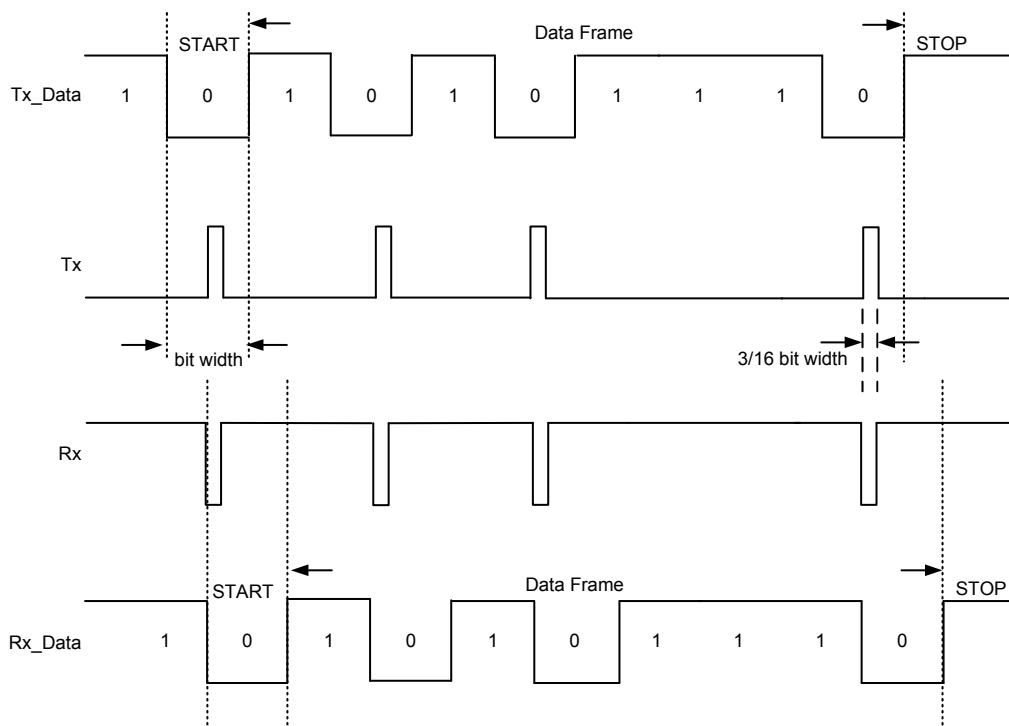 START
Data Frame
STOP
Tx_Data
1 0 1 0 1 0 1 1 1 0
Tx
bit width
3/16 bit width
Rx
START
Data Frame
STOP
Rx_Data
1 0 1 0 1 0 1 1 1 0